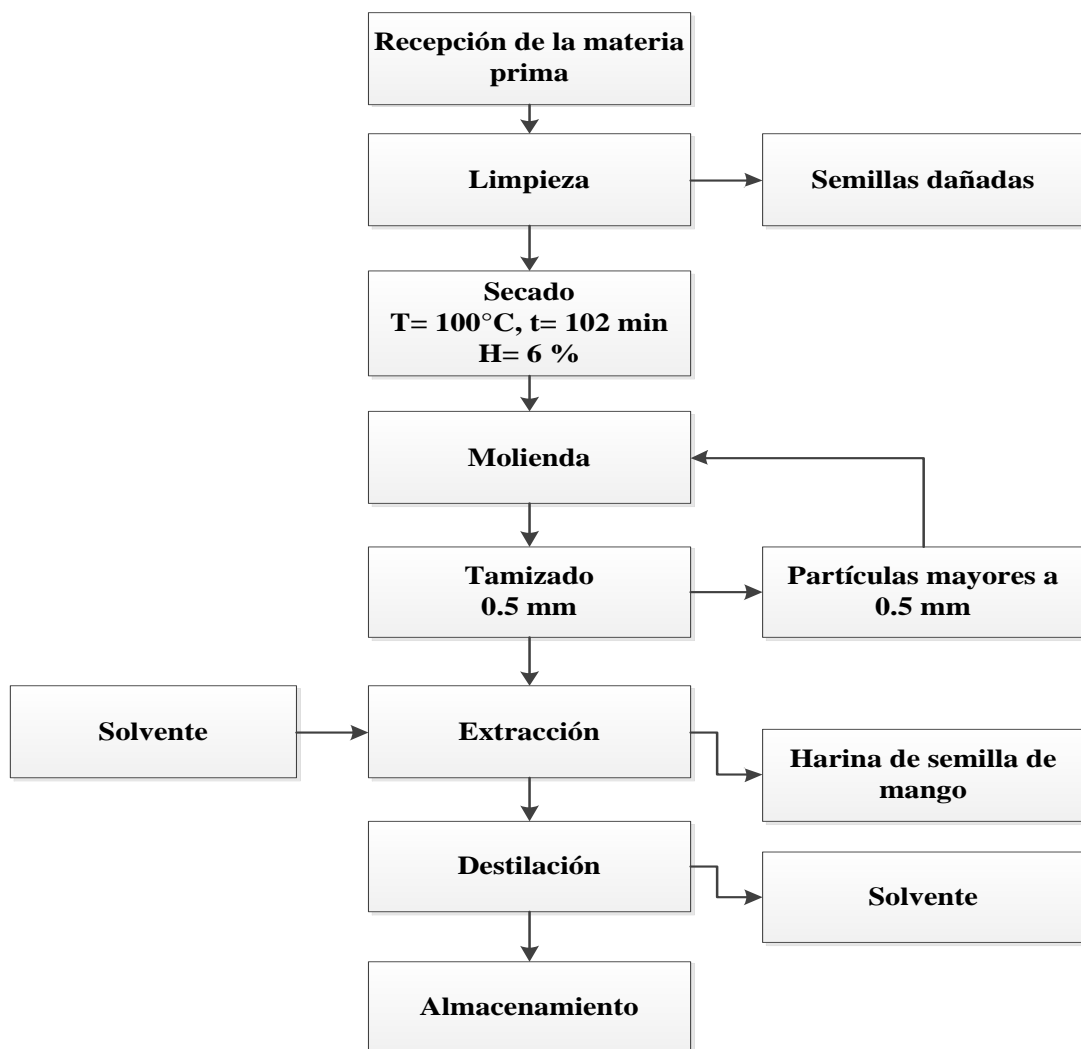 Recepción de la materia
prima
Limpieza
Semillas dañadas
Secado
T= 100°C, t= 102 min
H= 6 %
Molienda
Tamizado
0.5 mm
Partículas mayores a
0.5 mm
Solvente
Extracción
Harina de semilla de
mango
Destilación
Solvente
Almacenamiento